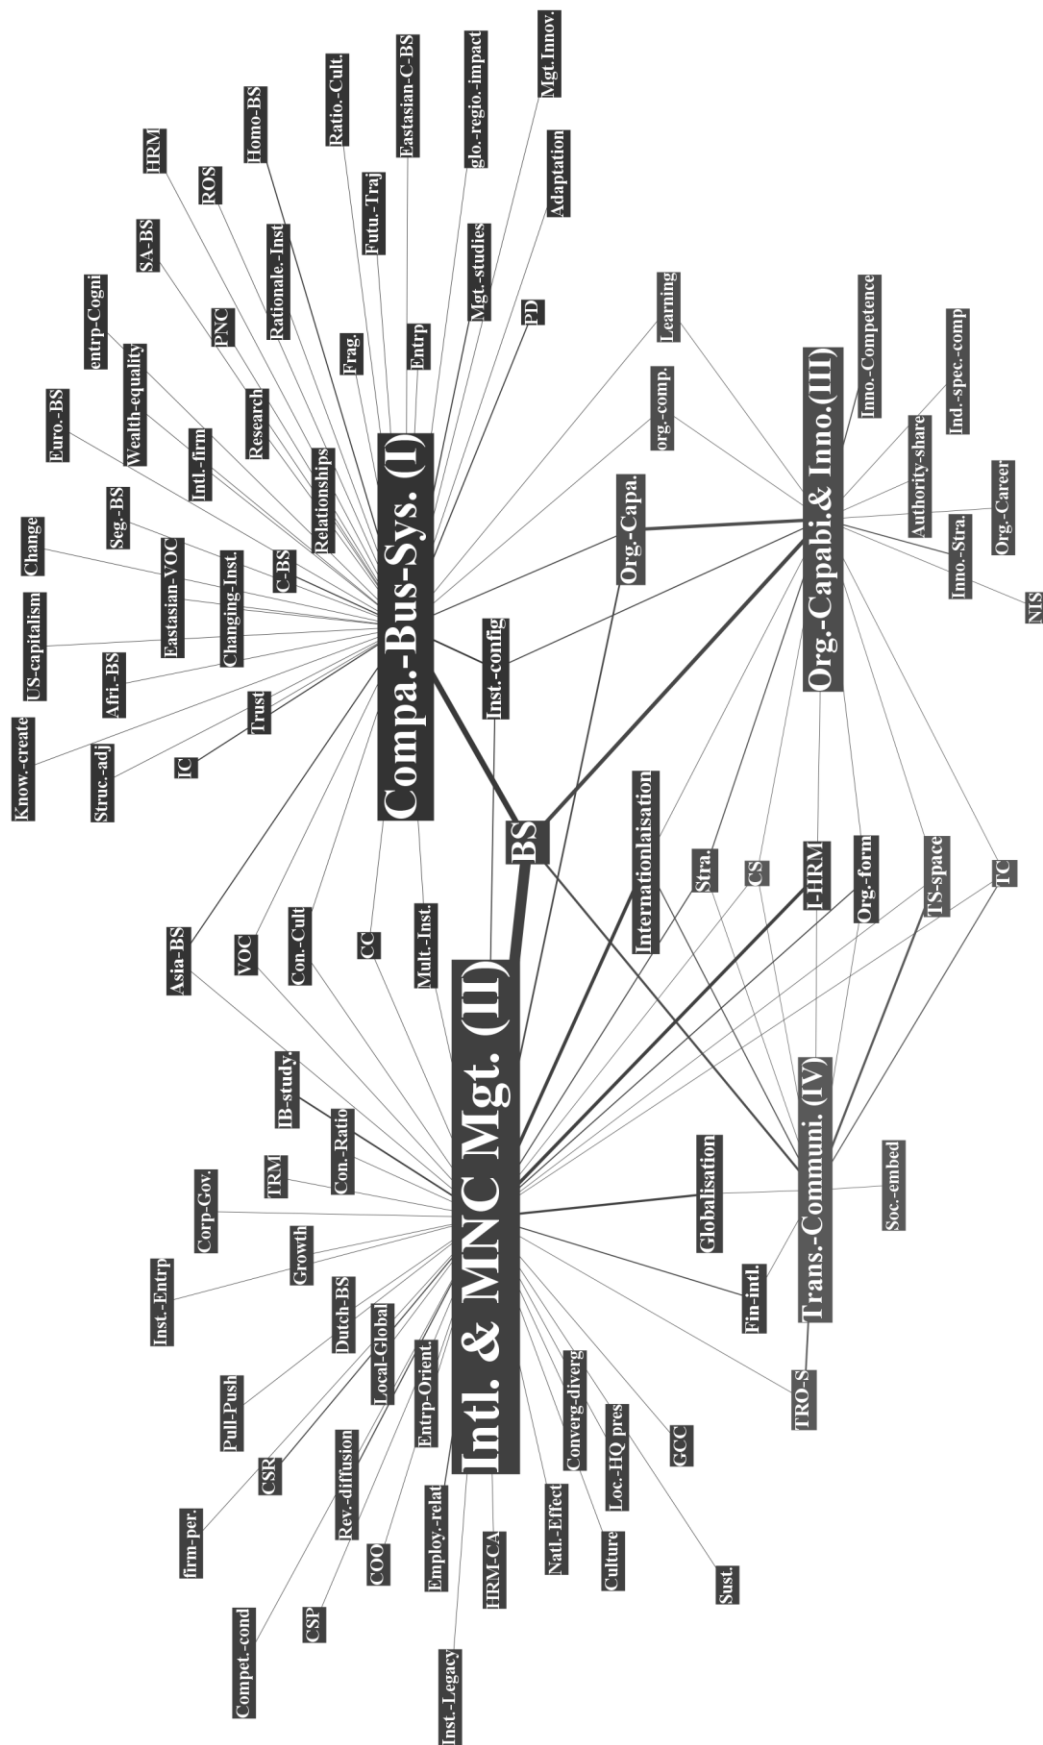 Mgt.Innov.
Eastasian-C-BS
Ratio.-Cult.
glo.-regio.-impact
Homo-BS
HRM
ROS
Adaptation
Futu.-Traj
SA-BS
Rationale.-Inst
Mgt.-studies
entrp-Cogni
PNC
Learning
Inno.-Competence
PD
Entrp
Frag.
Wealth-equality
Euro.-BS
Research
Intl.-firm
org.-comp.
Ind.-spec.-comp
Compa.-Bus-Sys. (I)
Org.-Capabi.& Inno.(III)
Authority-share
Relationships
Seg.-BS
Change
Org.-Capa.
Org.-Career
C-BS
Inno.-Stra.
Eastasian-VOC
Changing-Inst.
NIS
US-capitalism
Afri.-BS
Inst.-config
Trust
IC
Struc.-adj
Know.-create
BS
Internationlaisation
Stra.
CS
I-HRM
Org.-form
TS-space
TC
Asia-BS
VOC
Con.-Cult
CC
Mult.-Inst.
IB-study.
Con.-Ratio
TRM
Corp-Gov.
Intl. & MNC Mgt. (II)
Trans.-Communi. (IV)
Globalisation
Soc.-embed
Growth
Inst.-Entrp
Dutch-BS
Fin-intl.
Local-Global
Pull-Push
Entrp-Orient.
TRO-S
CSR
Converg-diverg
GCC
Loc.-HQ pres
Rev.-diffusion
firm-per.
Natl.-Effect
Employ.-relat
COO
HRM-CA
Culture
Sust.
CSP
Compet.-cond
Inst.-Legacy